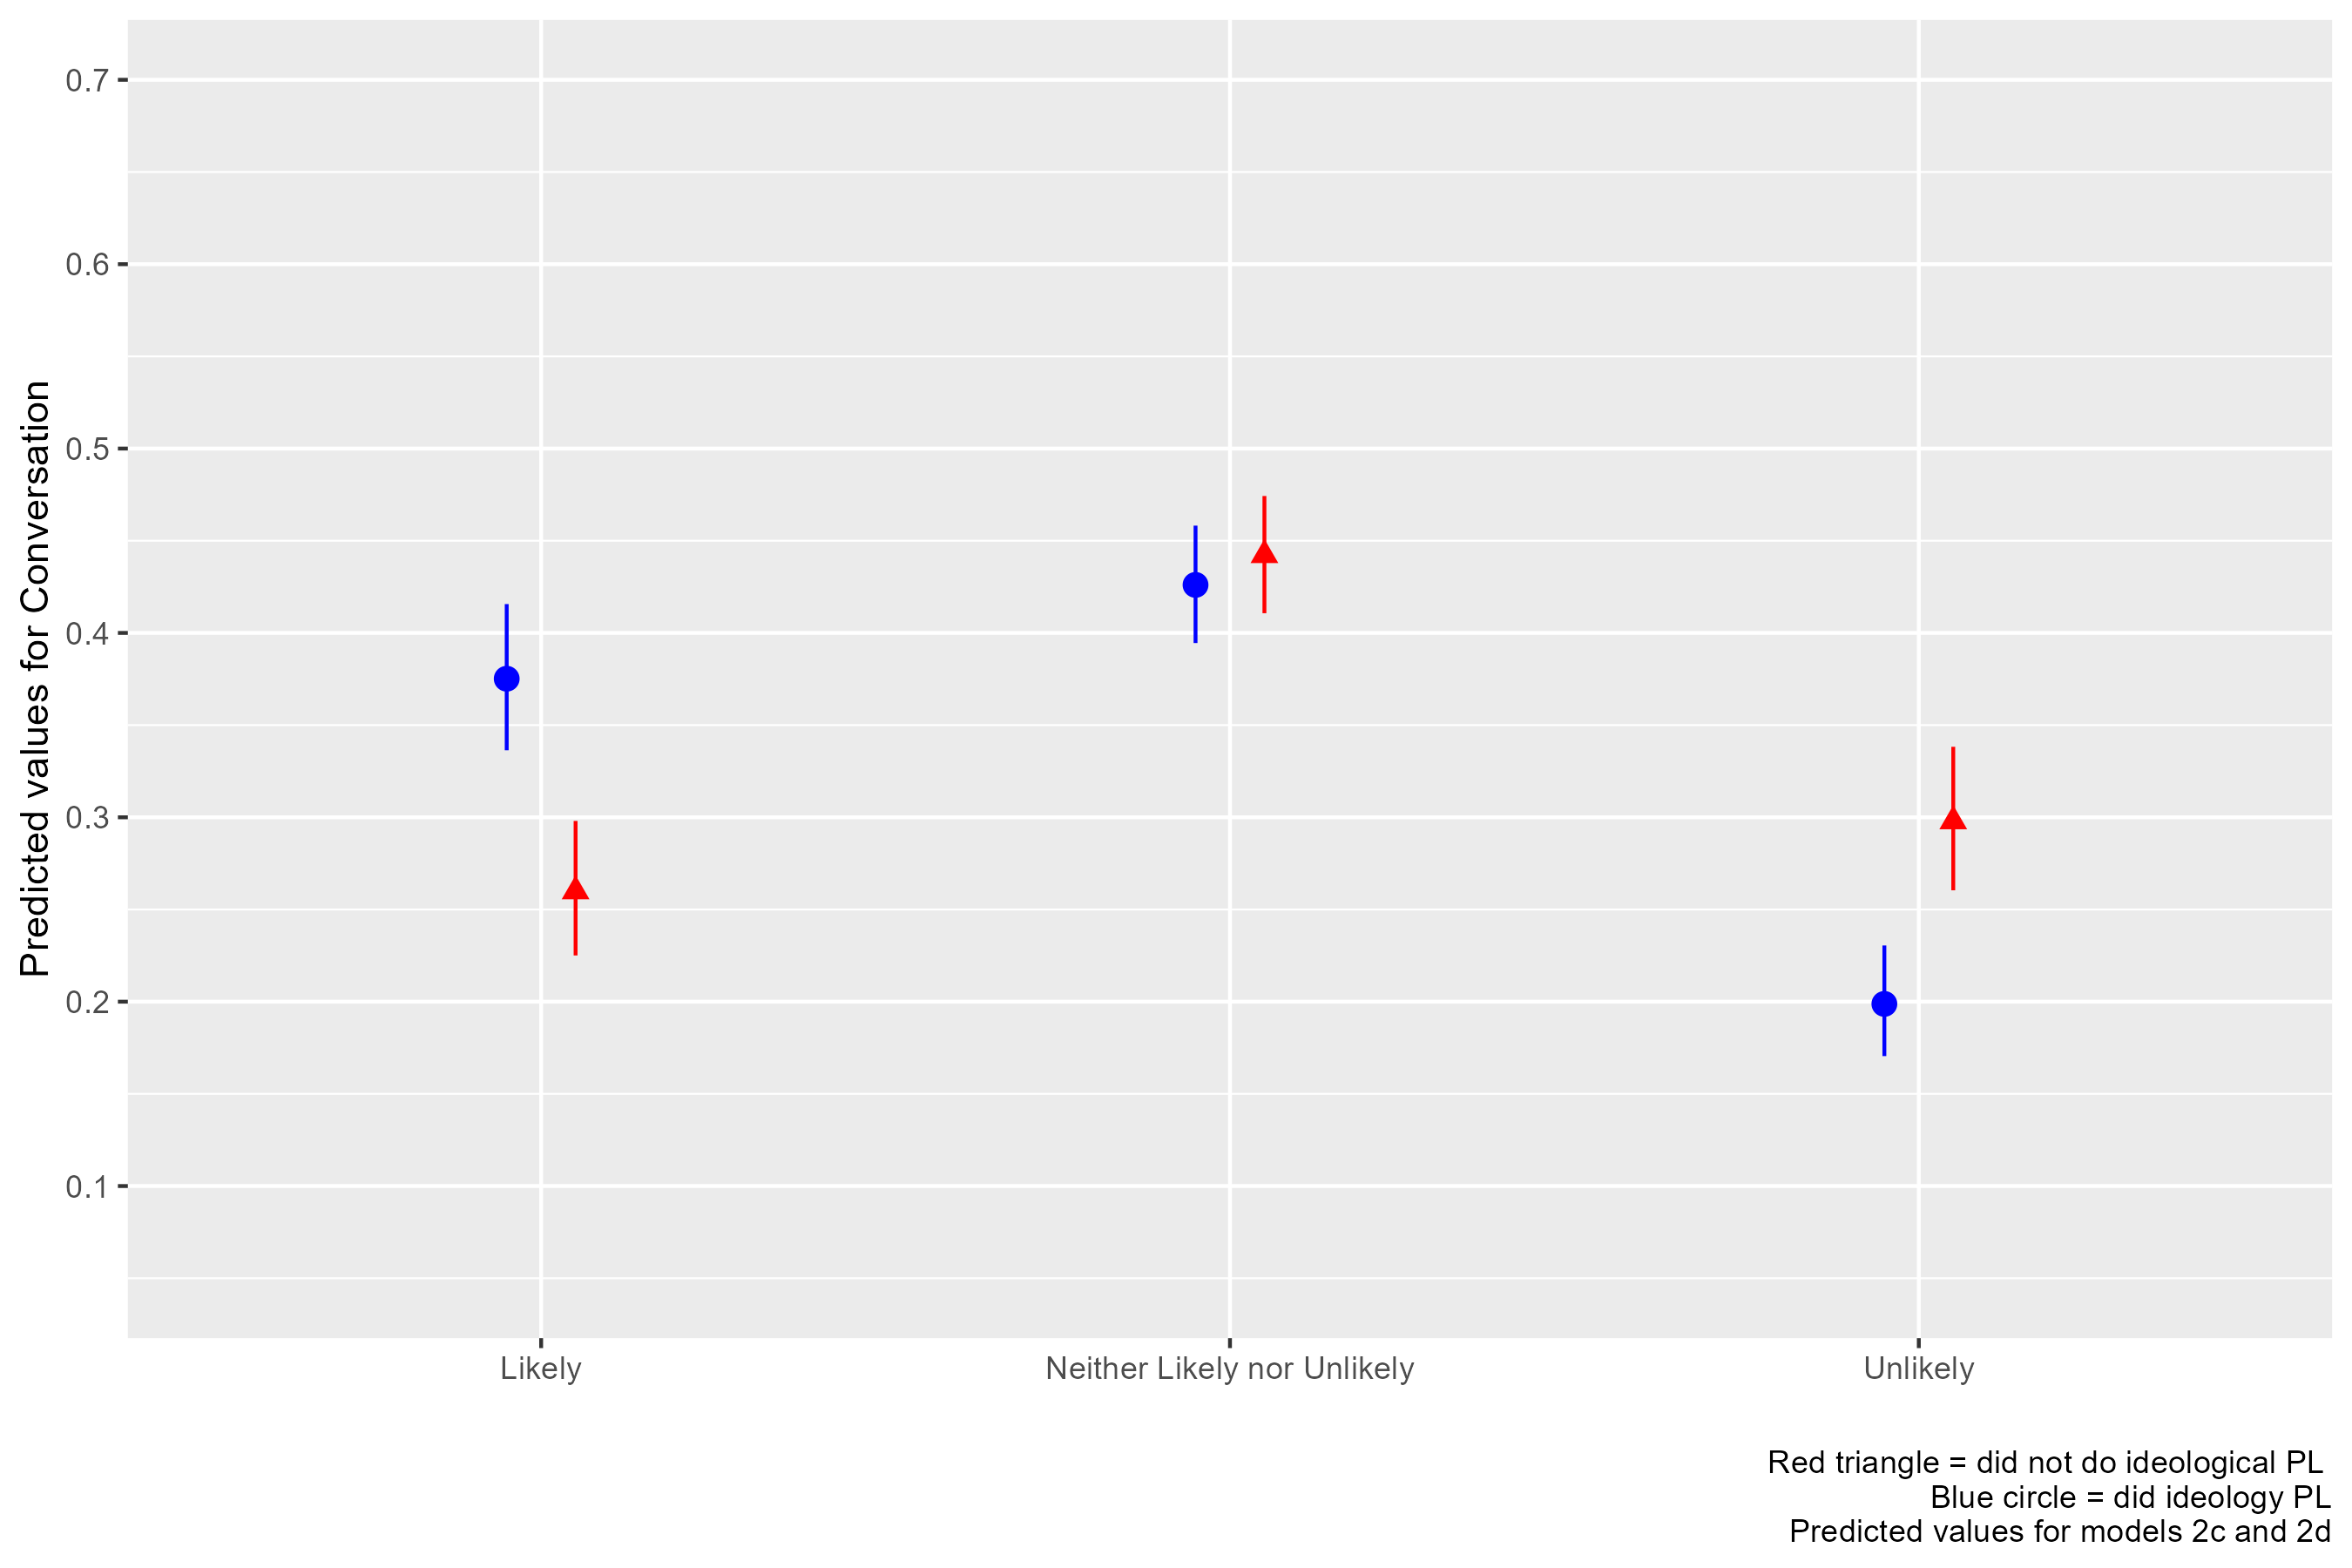 Predicted values for Conversation
0.7
0.6
0.5
0.4
0.3
0.2
0.1
Likely
Neither Likely nor Unlikely
Unlikely
Red triangle = did not do ideological PL
Blue circle = did ideology PL
Predicted values for models 2c and 2d